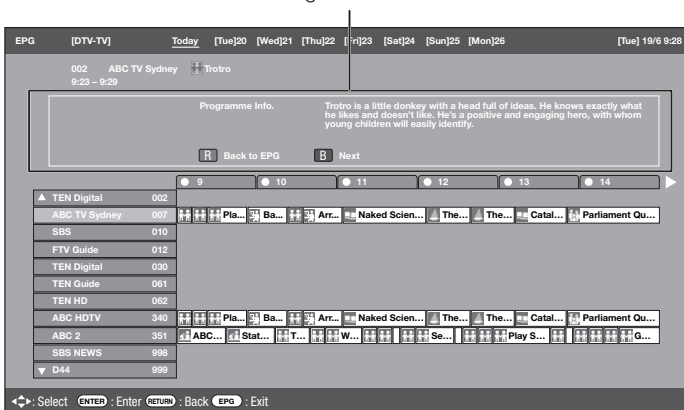 EPG [DTV-TV] Today [Tue]20 [Wed]21 [Thu]22 [Fri]23 [Sat]24 [Sun]25 [Mon]26 [Tue] 19/6 9:28
002 ABC TV Sydney Trotro
9:23 – 9:29
Programme Info. Trotro is a little donkey with a head full of ideas. He knows exactly what
he likes and doesn't like. He's a positive and engaging hero, with whom
young children will easily identify.
R Back to EPG B Next
9 10 11 12 13 14
TEN Digital 002
ABC TV Sydney 007 Pla... Ba... Arr... Naked Scien... The... The... Catal... Parliament Qu...
SBS 010
FTV Guide 012
TEN Digital 030
TEN Guide 061
TEN HD 062
ABC HDTV 340 Pla... Ba... Arr... Naked Scien... The... The... Catal... Parliament Qu...
ABC 2 351 ABC... Stat... T... W... Se... Play S... G...
SBS NEWS 998
D44 999
: Select ENTER : Enter RETURN : Back EPG : Exit